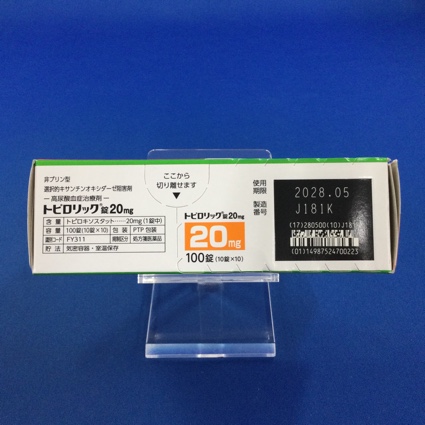 非プリン型
選択的キサンチンオキシダーゼ阻害剤
―高尿酸血症治療剤―
トピロリック®錠20mg
含量 トピロキソスタット……20mg(1錠中)
容量 100錠(10錠×10) 包装 PTP包装
識別コード FY311 規制区分 処方箋医薬品
貯法 気密容器・室温保存
ここから
切り離せます
▼
トピロリック®錠20mg
20mg
100錠(10錠×10)
使用
期限 2028.05
製造
番号 J181K
(17)280500(10)J181K
(01)14987524700223